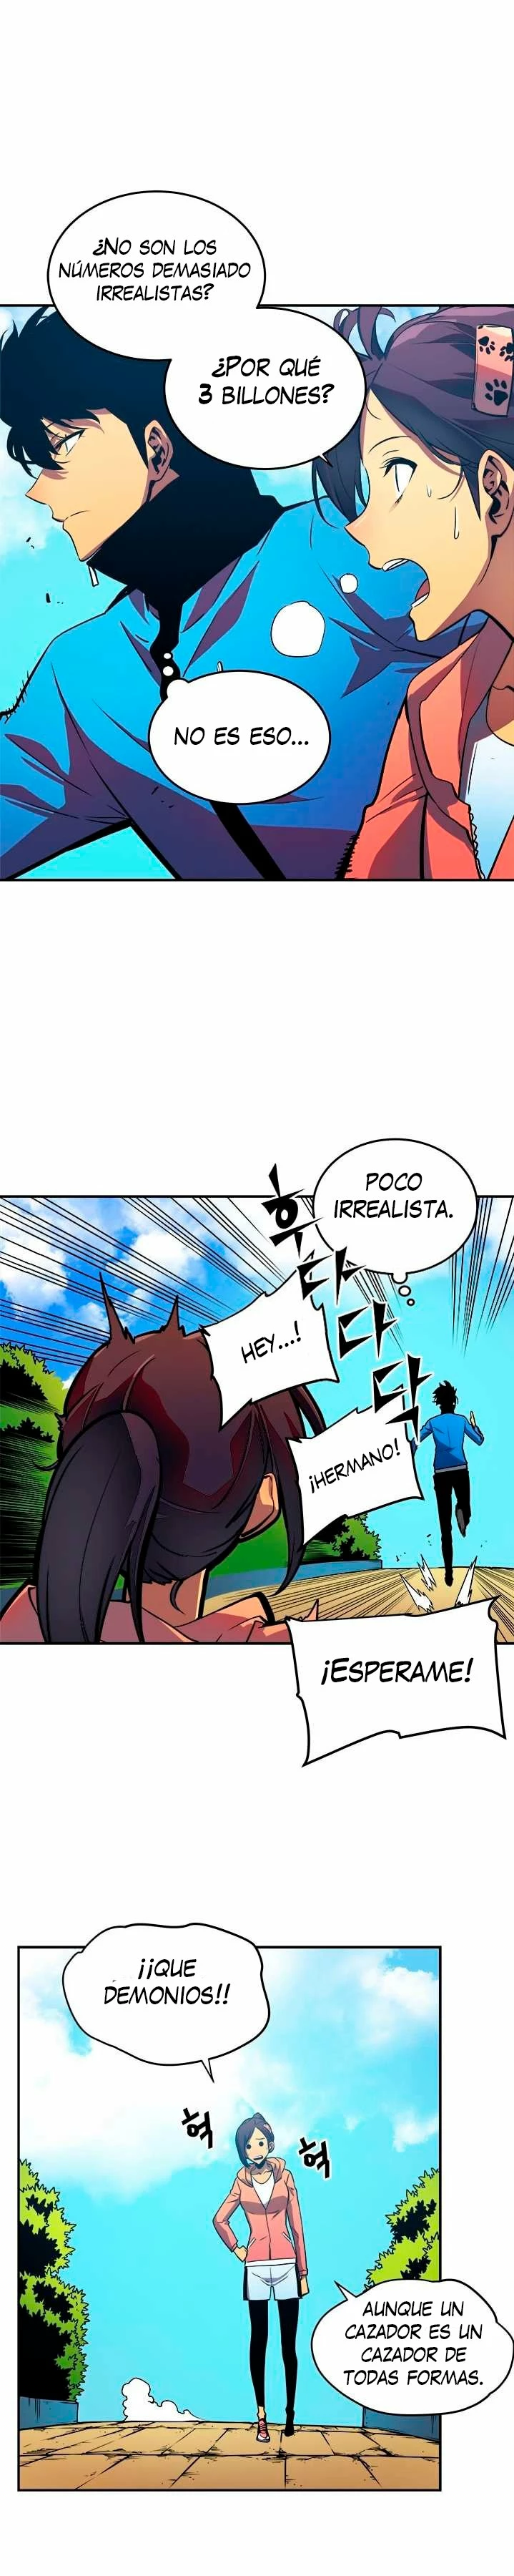 ¿NO SON LOS
NÚMEROS DEMASIADO
IRREALISTAS?
¿POR QUÉ
3 BILLONES?
NO ES ESO...
POCO
IRREALISTA.
후
다
다
닥
HEY...!
¡HERMANO!
¡ESPERAME!
¡¡QUE
DEMONIOS!!
헉
헉
AUNQUE UN
CAZADOR ES UN
CAZADOR DE
TODAS FORMAS.